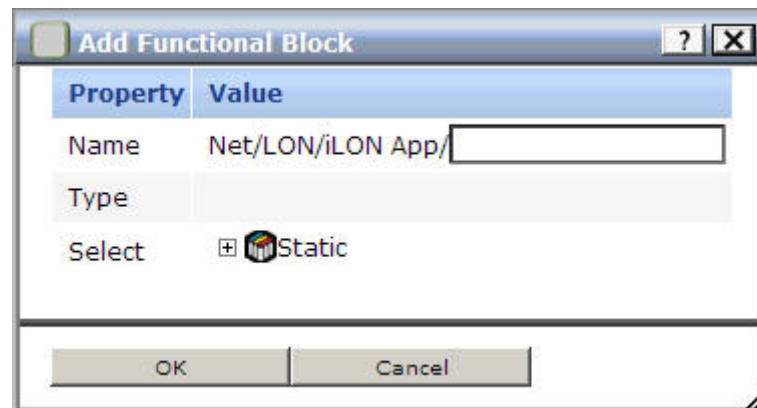 Add Functional Block ? X
Property Value
Name Net/LON/iLON App/
Type
Select Static
OK Cancel